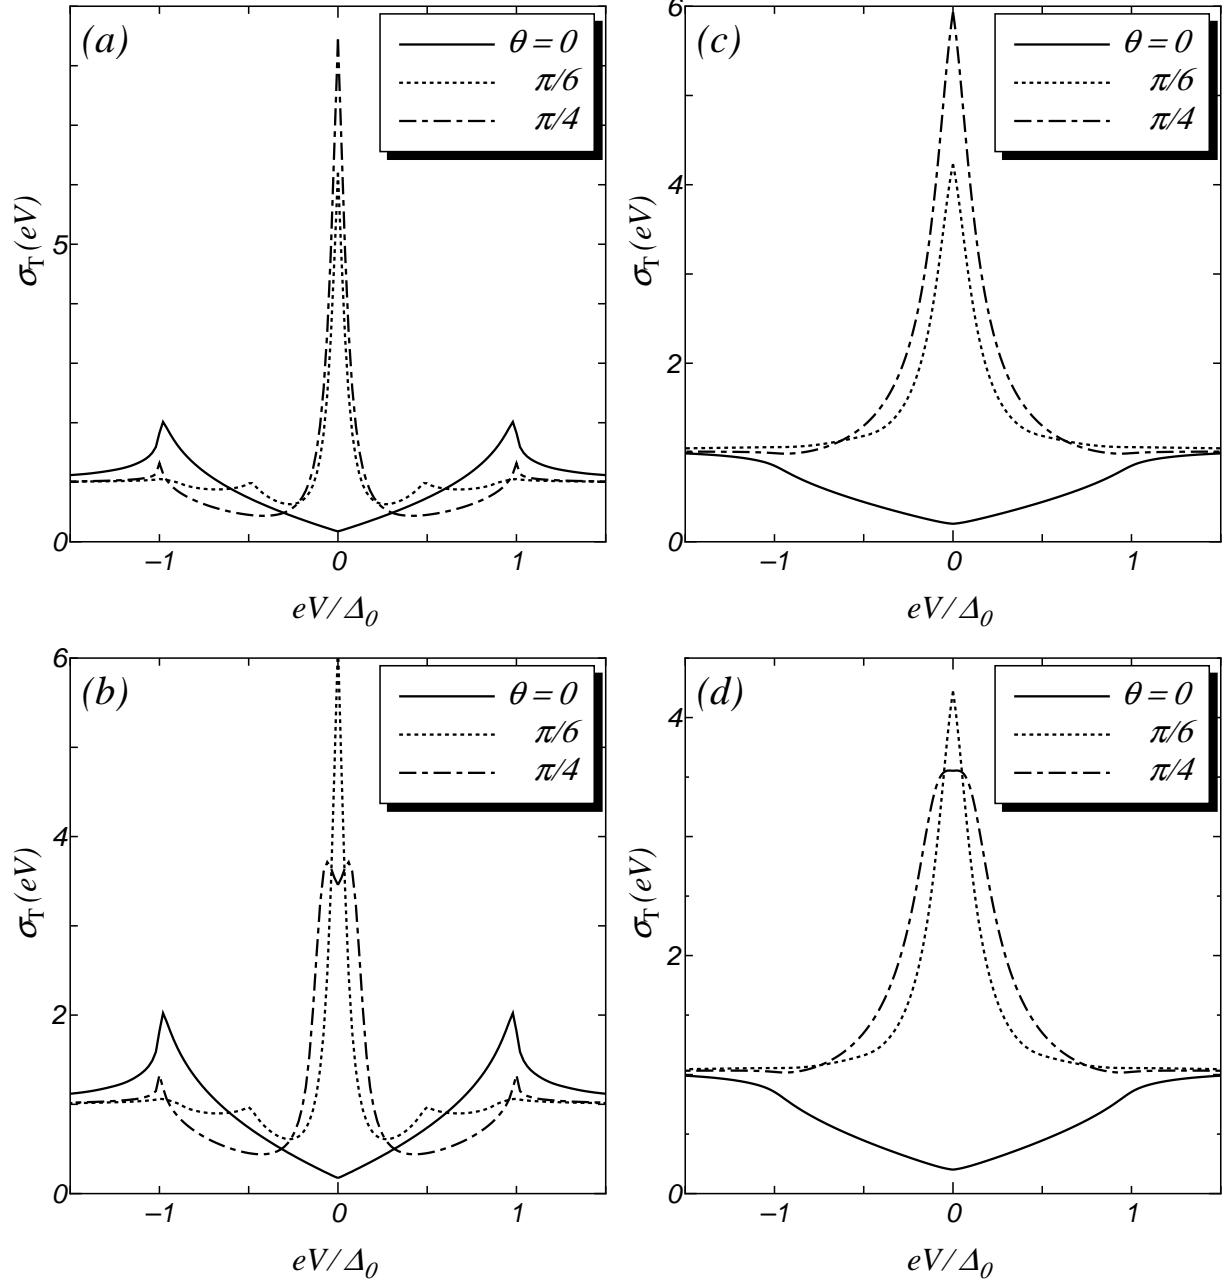 (a)
θ = 0
π/6
π/4
σT(eV)
5
0
–1 0 1
eV/Δ0
(c)
θ = 0
π/6
π/4
σT(eV)
6
4
2
0
–1 0 1
eV/Δ0
(b)
θ = 0
π/6
π/4
σT(eV)
6
4
2
0
–1 0 1
eV/Δ0
(d)
θ = 0
π/6
π/4
σT(eV)
4
2
0
–1 0 1
eV/Δ0